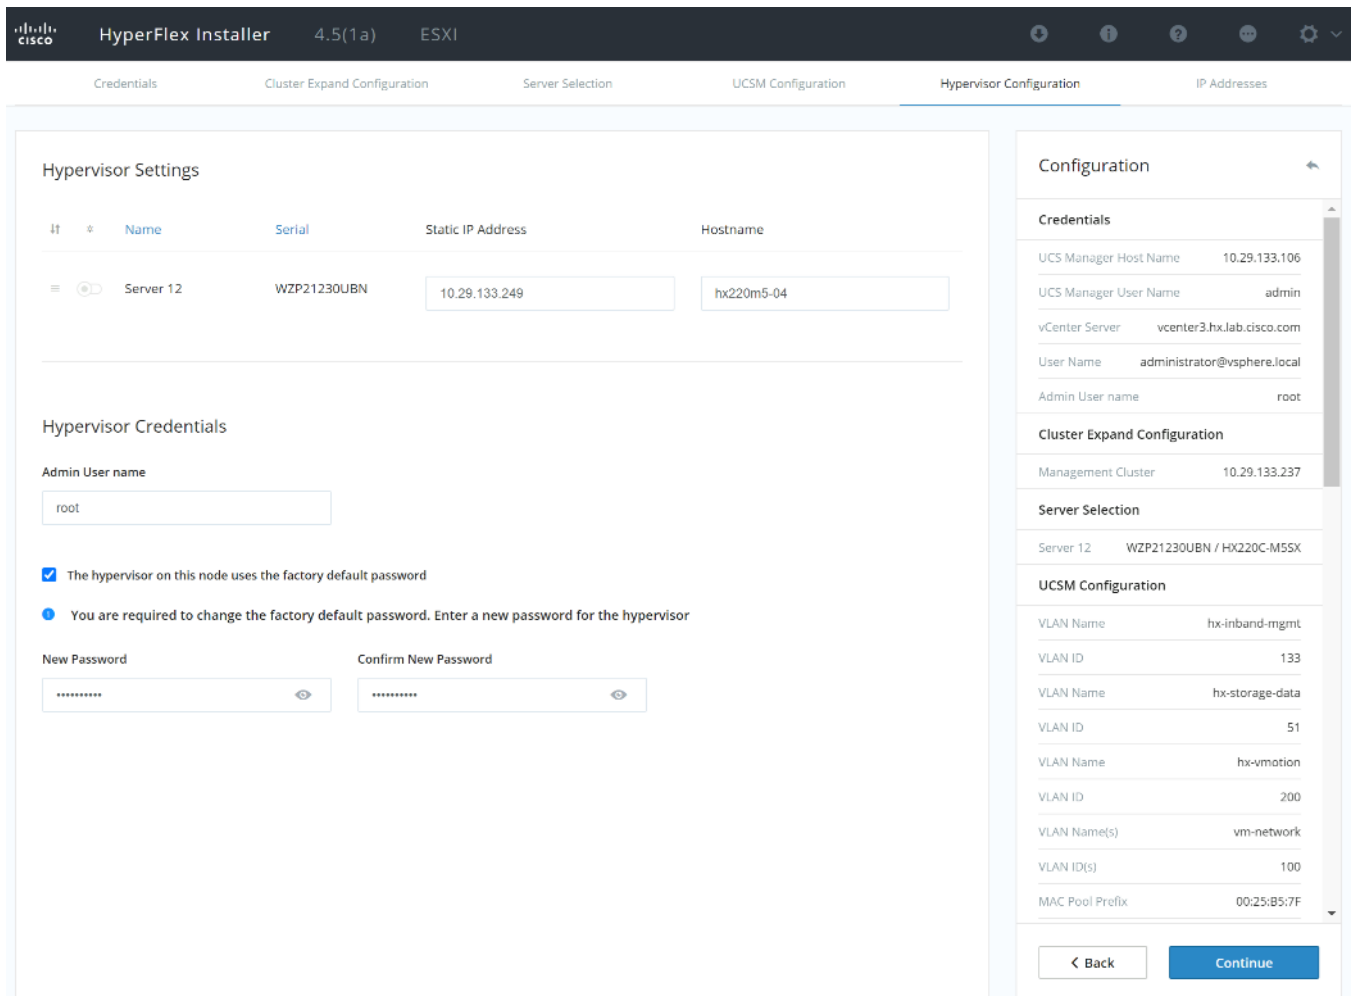 cisco
HyperFlex Installer 4.5(1a) ESXI
Credentials Cluster Expand Configuration Server Selection UCSM Configuration Hypervisor Configuration IP Addresses
Hypervisor Settings
Name Serial Static IP Address Hostname
Server 12 WZP21230UBN 10.29.133.249 hx220m5-04
Hypervisor Credentials
Admin User name
root
The hypervisor on this node uses the factory default password
You are required to change the factory default password. Enter a new password for the hypervisor
New Password Confirm New Password
•••••••••• ••••••••••
Configuration
Credentials
UCS Manager Host Name 10.29.133.106
UCS Manager User Name admin
vCenter Server vcenter3.hx.lab.cisco.com
User Name administrator@vsphere.local
Admin User name root
Cluster Expand Configuration
Management Cluster 10.29.133.237
Server Selection
Server 12 WZP21230UBN / HX220C-M5SX
UCSM Configuration
VLAN Name hx-inband-mgmt
VLAN ID 133
VLAN Name hx-storage-data
VLAN ID 51
VLAN Name hx-vmotion
VLAN ID 200
VLAN Name(s) vm-network
VLAN ID(s) 100
MAC Pool Prefix 00:25:B5:7F
Back Continue